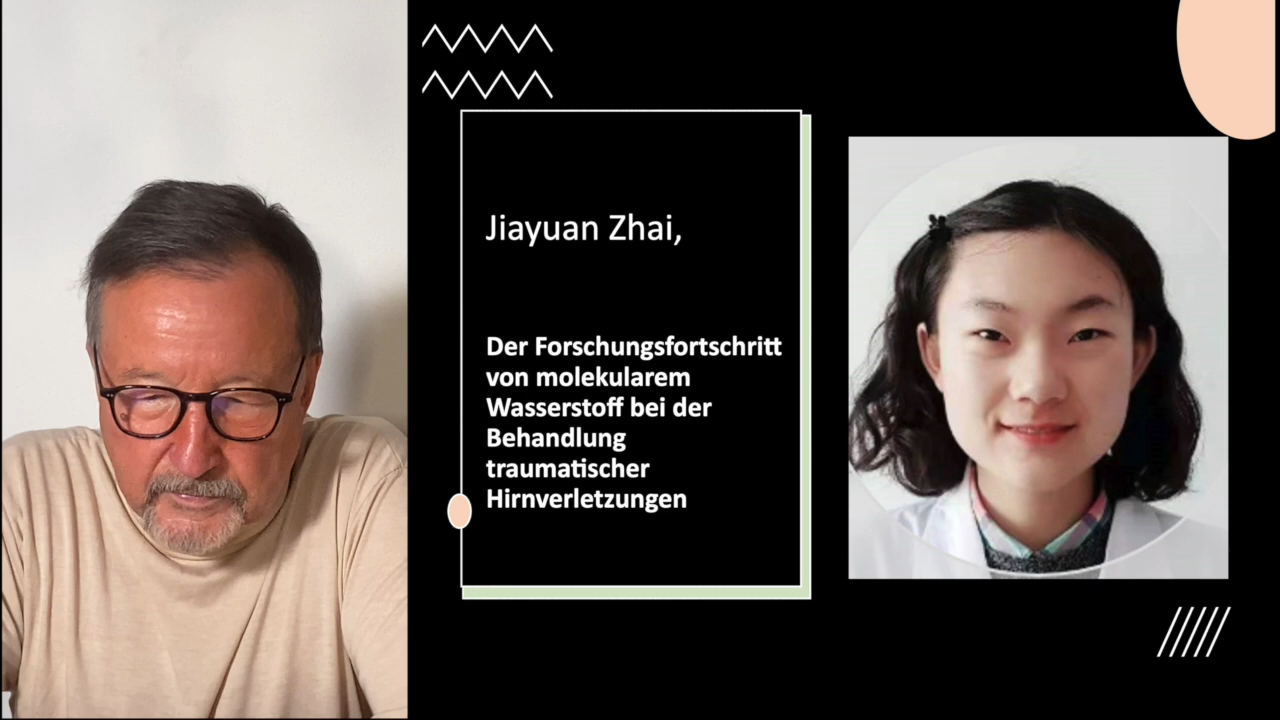 Jiayuan Zhai,
Der Forschungsfortschritt
von molekularem
Wasserstoff bei der
Behandlung
traumatischer
Hirnverletzungen